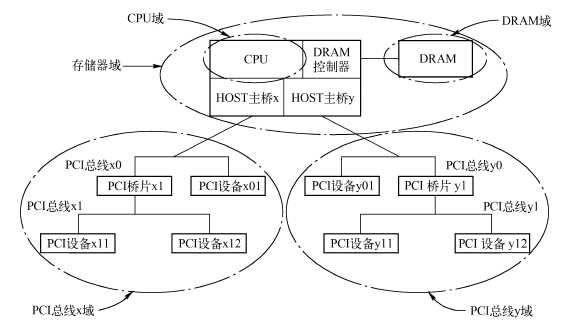 CPU域
DRAM域
存储器域
CPU
DRAM
控制器
DRAM
HOST主桥x
HOST主桥y
PCI总线x0
PCI桥片x1
PCI设备x01
PCI总线x1
PCI设备x11
PCI设备x12
PCI总线y0
PCI设备y01
PCI 桥片 y1
PCI总线y1
PCI设备y11
PCI 设备 y12
PCI总线x域
PCI总线y域